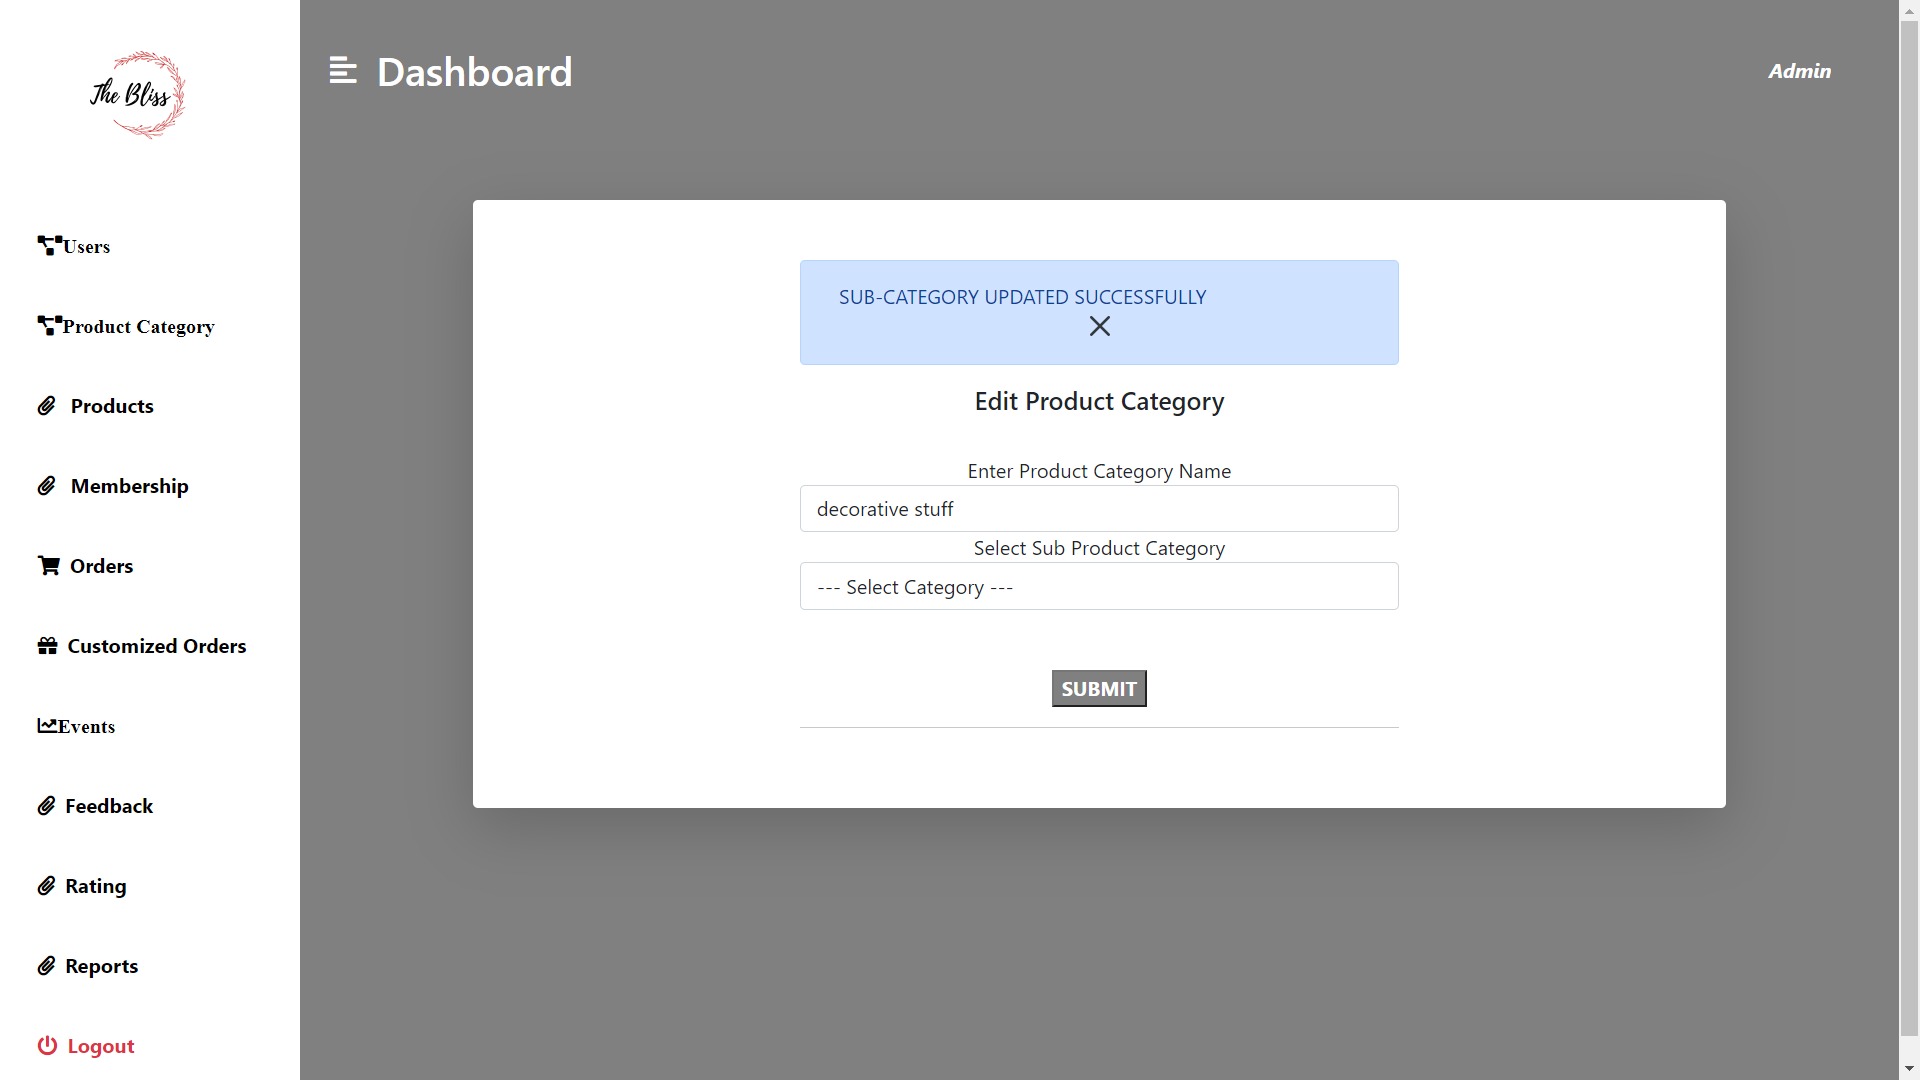 The Bliss
Dashboard
Admin
Users
Product Category
Products
Membership
Orders
Customized Orders
Events
Feedback
Rating
Reports
Logout
SUB-CATEGORY UPDATED SUCCESSFULLY
Edit Product Category
Enter Product Category Name
decorative stuff
Select Sub Product Category
--- Select Category ---
SUBMIT